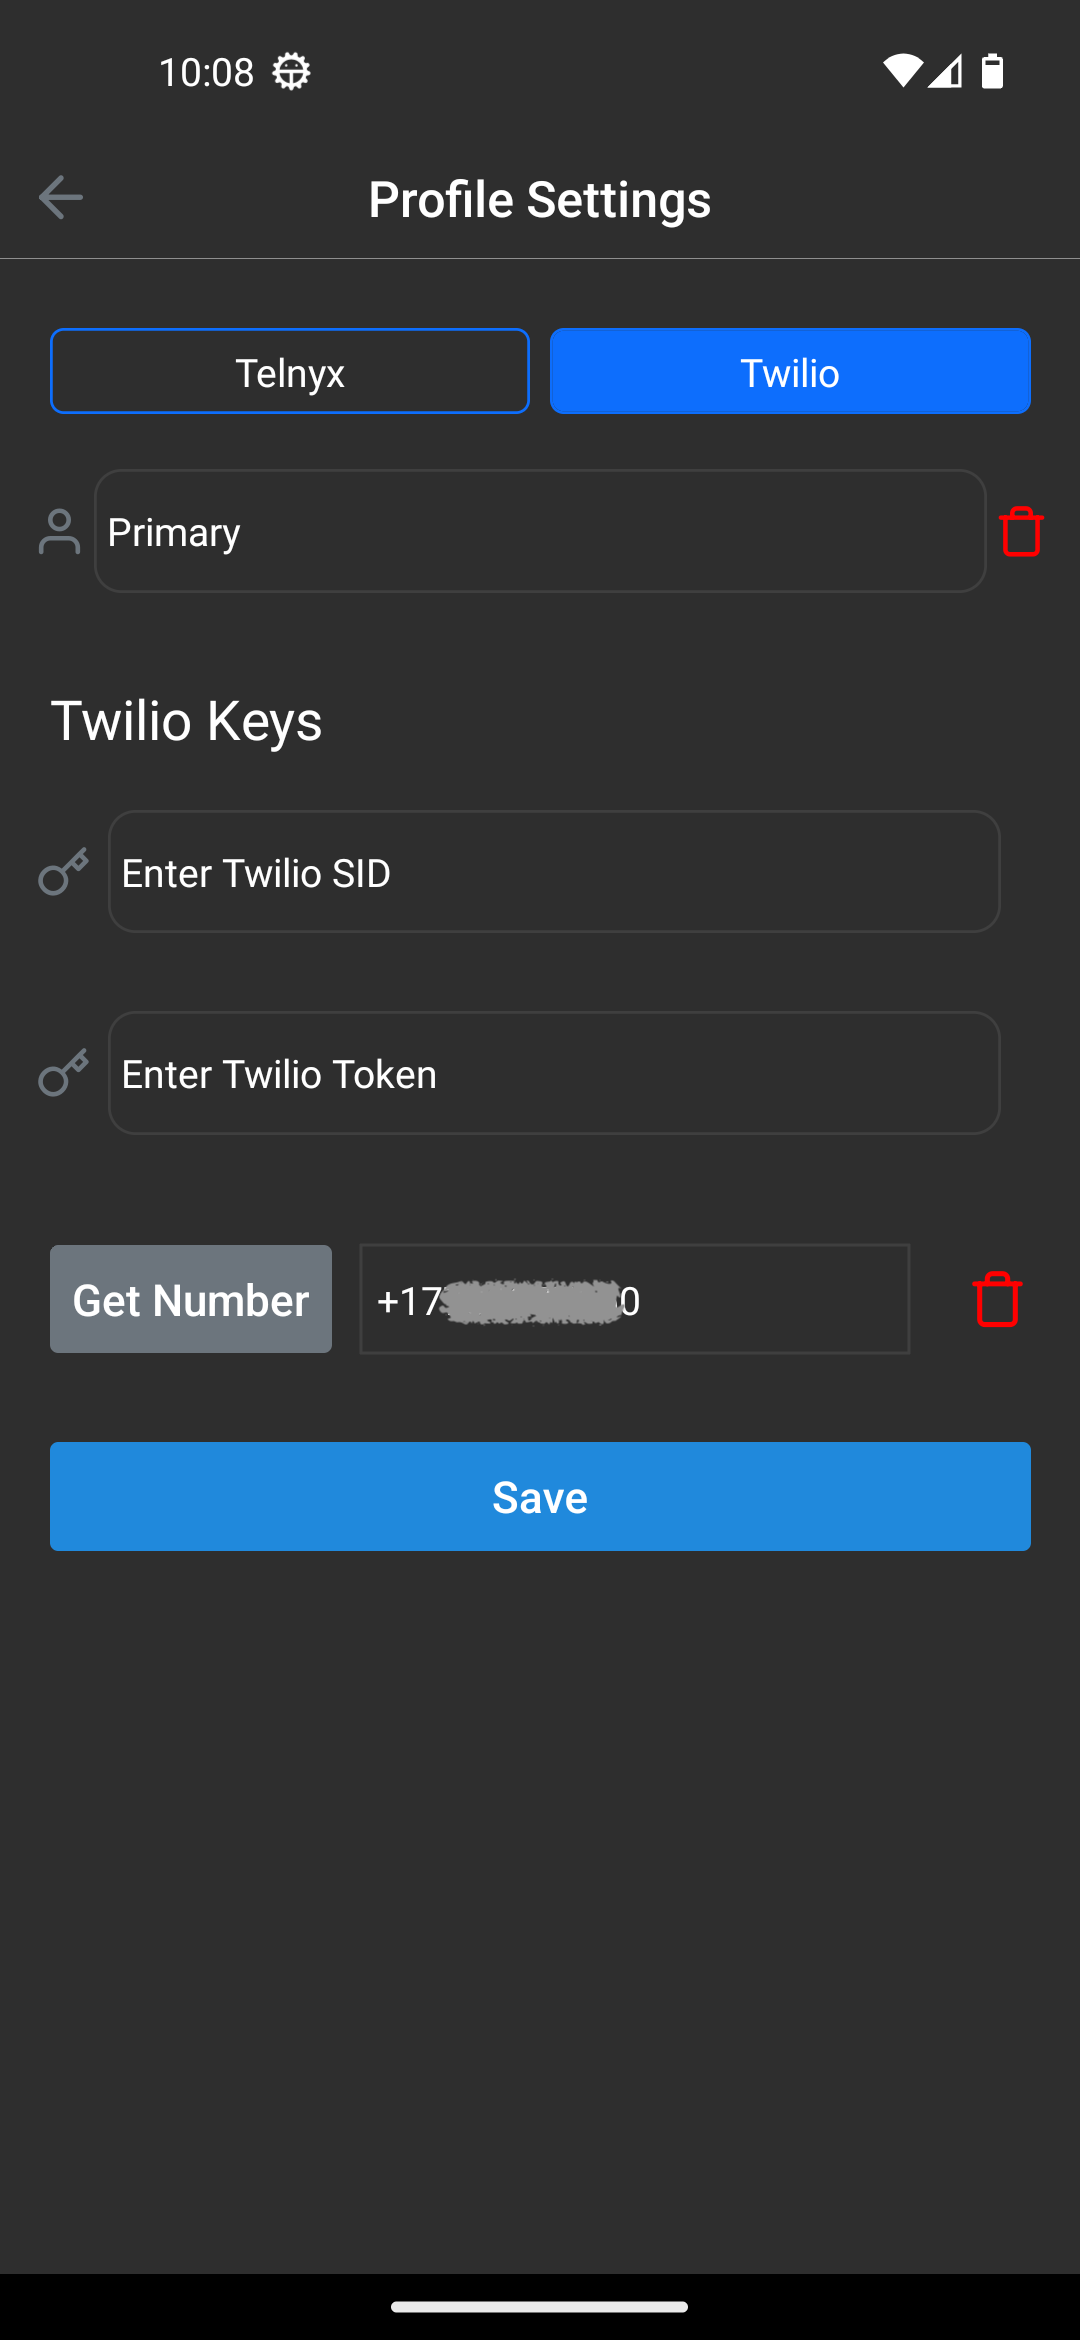 10:08
Profile Settings
Telnyx
Twilio
Primary
Twilio Keys
Enter Twilio SID
Enter Twilio Token
Get Number
+17 0
Save